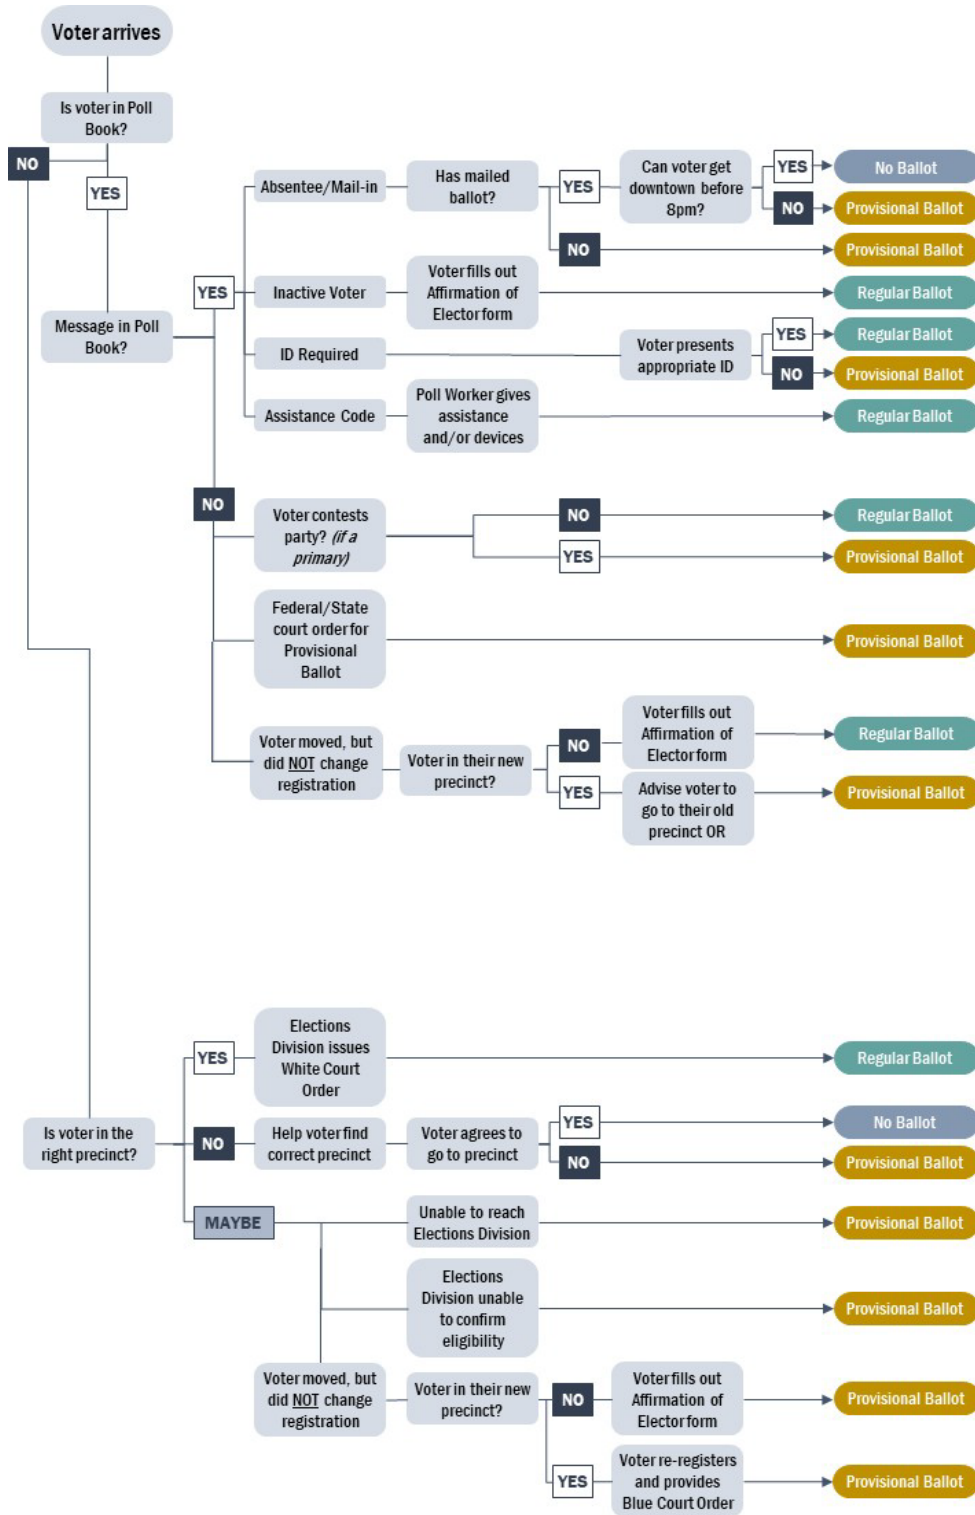 Voter arrives
Is voter in Poll
Book?
NO
YES
Message in Poll
Book?
YES
Absentee/Mail-in
Has mailed
ballot?
YES
Can voter get
downtown before
8pm?
YES
No Ballot
NO
Provisional Ballot
NO
Provisional Ballot
Inactive Voter
Voter fills out
Affirmation of
Elector form
Regular Ballot
ID Required
Voter presents
appropriate ID
YES
Regular Ballot
NO
Provisional Ballot
Assistance Code
Poll Worker gives
assistance
and/or devices
Regular Ballot
NO
Voter contests
party? (if a
primary)
NO
Regular Ballot
YES
Provisional Ballot
Federal/State
court order for
Provisional
Ballot
Provisional Ballot
Voter moved, but
did NOT change
registration
Voter in their new
precinct?
NO
Voter fills out
Affirmation of
Elector form
Regular Ballot
YES
Advise voter to
go to their old
precinct OR
Provisional Ballot
Is voter in the
right precinct?
YES
Elections
Division issues
White Court
Order
Regular Ballot
NO
Help voter find
correct precinct
Voter agrees to
go to precinct
YES
No Ballot
NO
Provisional Ballot
MAYBE
Unable to reach
Elections Division
Provisional Ballot
Elections
Division unable
to confirm
eligibility
Provisional Ballot
Voter moved, but
did NOT change
registration
Voter in their new
precinct?
NO
Voter fills out
Affirmation of
Elector form
Provisional Ballot
YES
Voter re-registers
and provides
Blue Court Order
Provisional Ballot